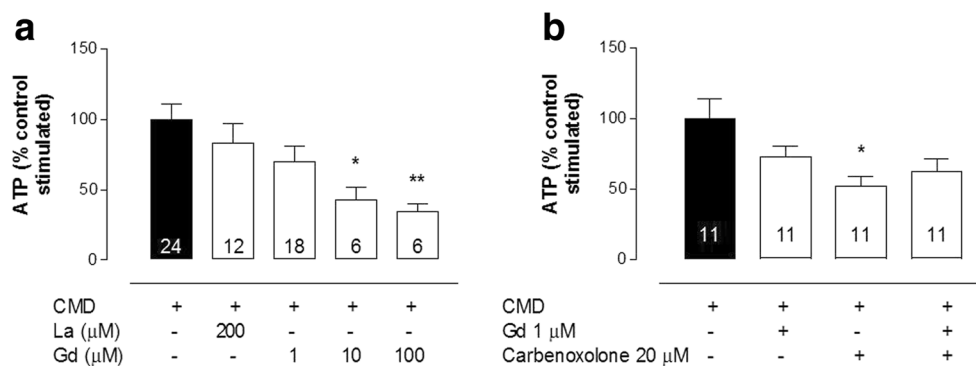 a
150
100
50
0
ATP (% control
stimulated)
*
**
24 12 18 6 6
CMD + + + + +
La (μM) - 200 - - -
Gd (μM) - - 1 10 100
b
150
100
50
0
ATP (% control
stimulated)
*
11 11 11 11
CMD + + + +
Gd 1 μM - + - +
Carbenoxolone 20 μM - - + +